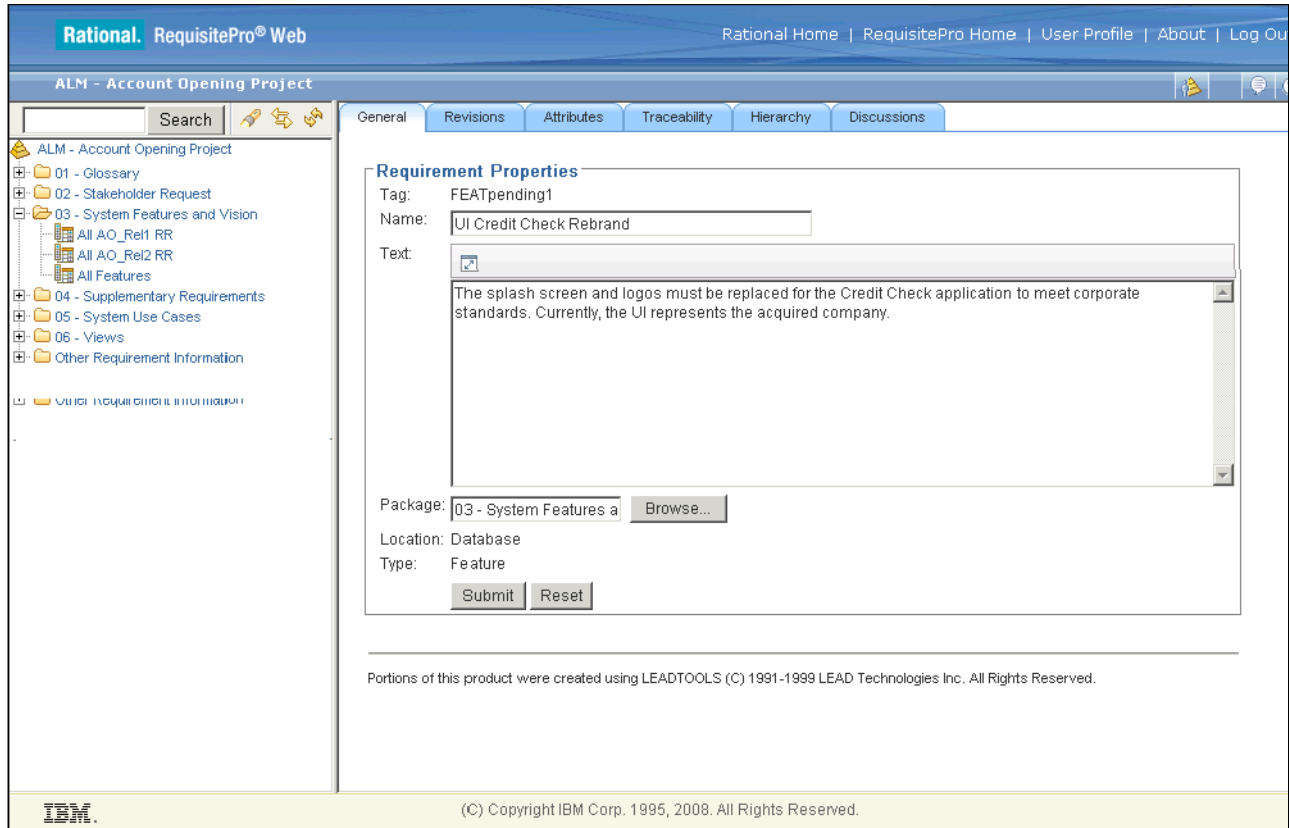 Rational. RequisitePro® Web
Rational Home | RequisitePro Home | User Profile | About | Log Ou
ALM - Account Opening Project
Search
ALM - Account Opening Project
01 - Glossary
02 - Stakeholder Request
03 - System Features and Vision
All AO_Rel1 RR
All AO_Rel2 RR
All Features
04 - Supplementary Requirements
05 - System Use Cases
06 - Views
Other Requirement Information
Other Requirement Information
General Revisions Attributes Traceability Hierarchy Discussions
Requirement Properties
Tag: FEATpending1
Name: UI Credit Check Rebrand
Text:
The splash screen and logos must be replaced for the Credit Check application to meet corporate
standards. Currently, the UI represents the acquired company.
Package: 03 - System Features a Browse...
Location: Database
Type: Feature
Submit Reset
Portions of this product were created using LEADTOOLS (C) 1991-1999 LEAD Technologies Inc. All Rights Reserved.
IBM. (C) Copyright IBM Corp. 1995, 2008. All Rights Reserved.